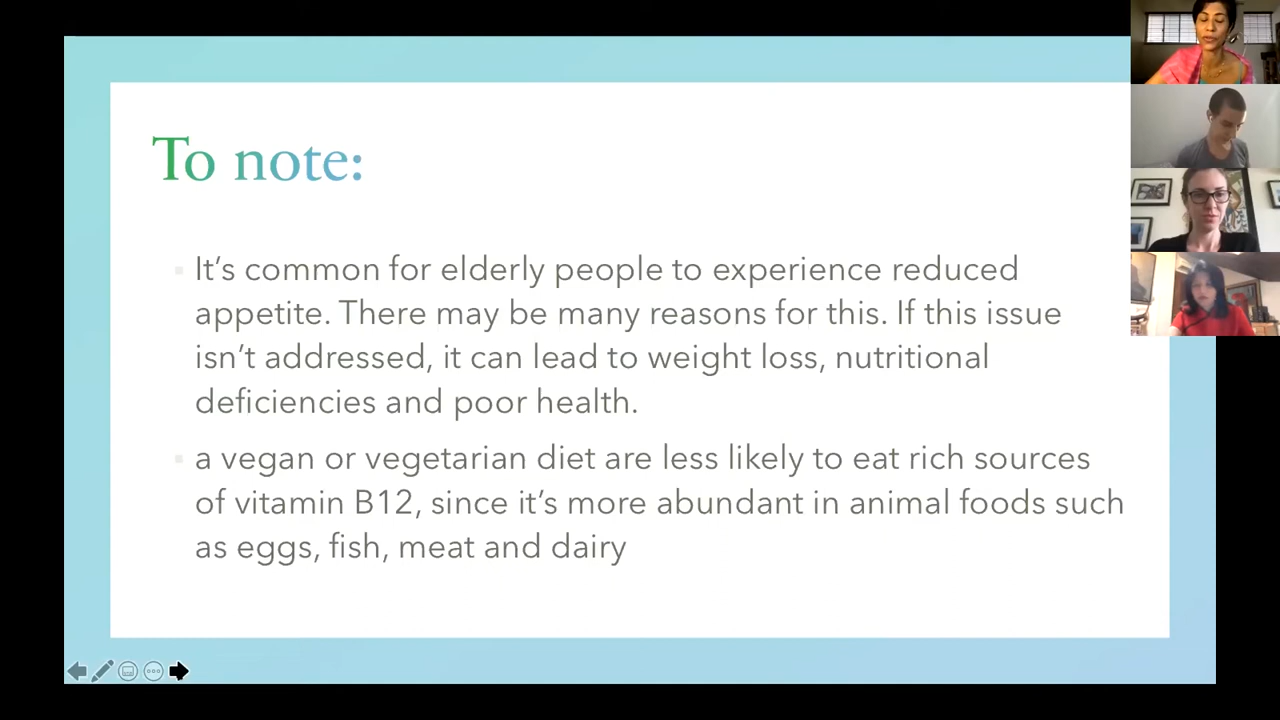 To note:
It’s common for elderly people to experience reduced
appetite. There may be many reasons for this. If this issue
isn’t addressed, it can lead to weight loss, nutritional
deficiencies and poor health.
a vegan or vegetarian diet are less likely to eat rich sources
of vitamin B12, since it’s more abundant in animal foods such
as eggs, fish, meat and dairy